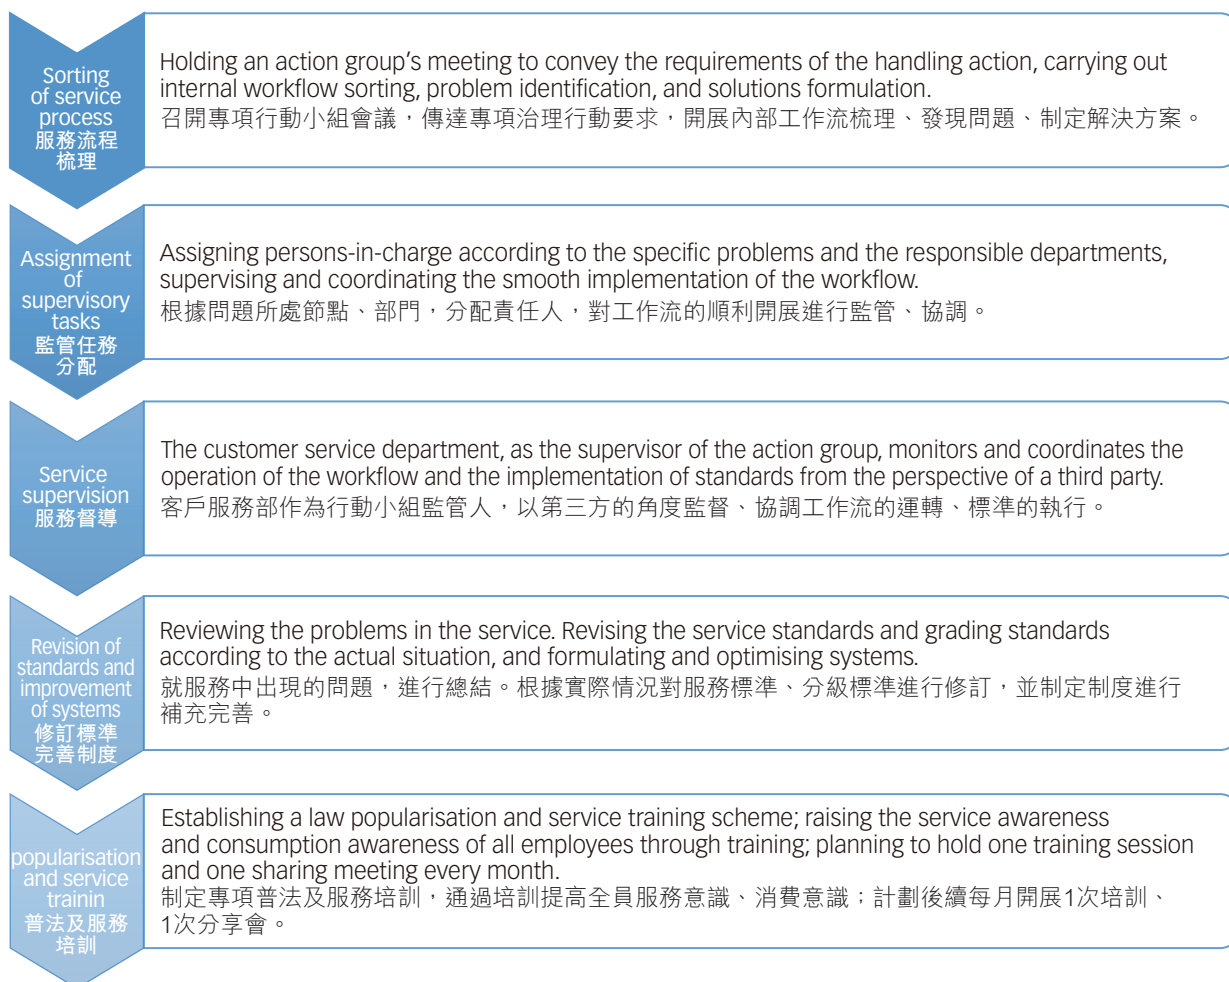 Sorting
of service
process
服務流程
梳理
Holding an action group's meeting to convey the requirements of the handling action, carrying out
internal workflow sorting, problem identification, and solutions formulation.
召開專項行動小組會議，傳達專項治理行動要求，開展內部工作流梳理、發現問題、制定解決方案。
Assignment
of
supervisory
tasks
監管任務
分配
Assigning persons-in-charge according to the specific problems and the responsible departments,
supervising and coordinating the smooth implementation of the workflow.
根據問題所處節點、部門，分配責任人，對工作流的順利開展進行監管、協調。
Service
supervision
服務督導
The customer service department, as the supervisor of the action group, monitors and coordinates the
operation of the workflow and the implementation of standards from the perspective of a third party.
客戶服務部作為行動小組監管人，以第三方的角度監督、協調工作流的運轉、標準的執行。
Revision of
standards and
improvement
of systems
修訂標準
完善制度
Reviewing the problems in the service. Revising the service standards and grading standards
according to the actual situation, and formulating and optimising systems.
就服務中出現的問題，進行總結。根據實際情況對服務標準、分級標準進行修訂，並制定制度進行
補充完善。
popularisation
and service
trainin
普法及服務
培訓
Establishing a law popularisation and service training scheme; raising the service awareness
and consumption awareness of all employees through training; planning to hold one training session
and one sharing meeting every month.
制定專項普法及服務培訓，通過培訓提高全員服務意識、消費意識；計劃後續每月開展1次培訓、
1次分享會。